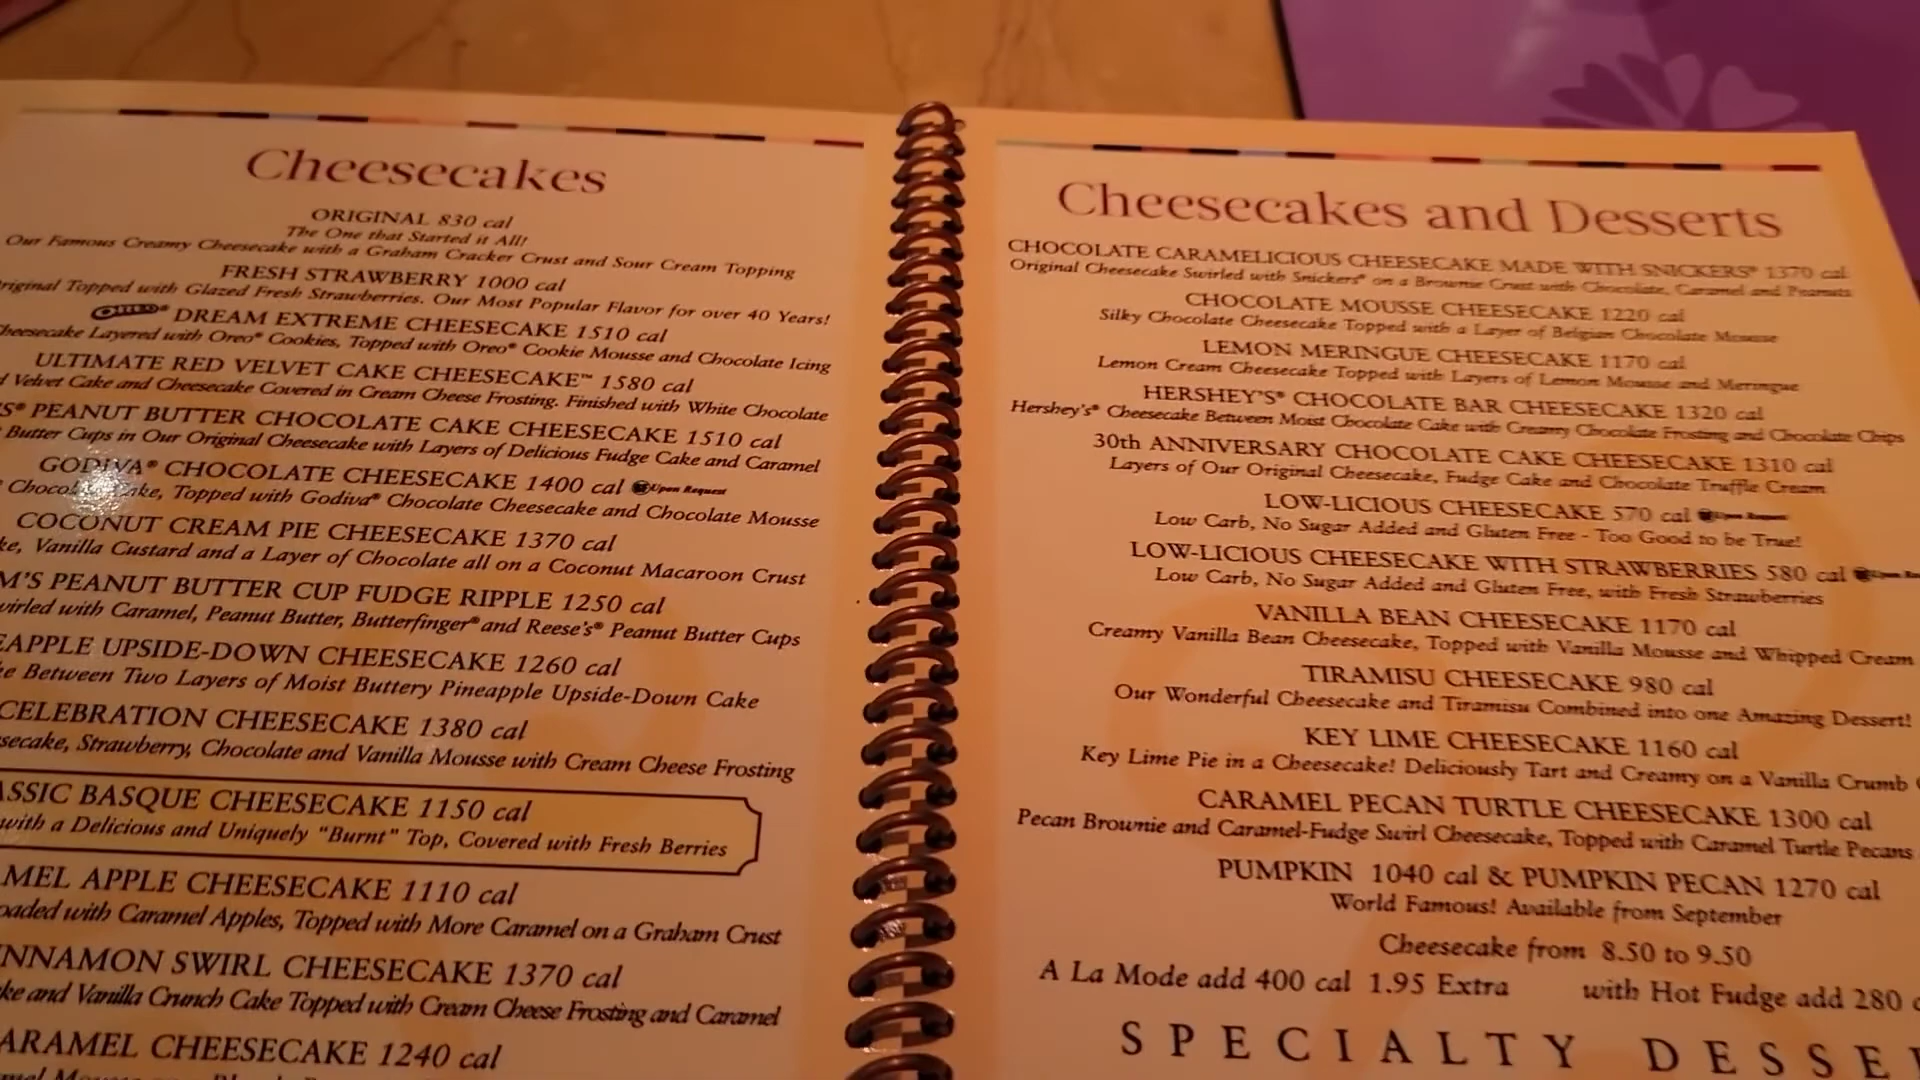 Cheesecakes
ORIGINAL 830 cal
The One that Started it All!
Our Famous Creamy Cheesecake with a Graham Cracker Crust and Sour Cream Topping
FRESH STRAWBERRY 1000 cal
Topped with Glazed Fresh Strawberries. Our Most Popular Flavor for over 40 Years!
OREO® DREAM EXTREME CHEESECAKE 1510 cal
Cheesecake Layered with Oreo® Cookies, Topped with Oreo® Cookie Mousse and Chocolate Icing
ULTIMATE RED VELVET CAKE CHEESECAKE™ 1580 cal
Velvet Cake and Cheesecake Covered in Cream Cheese Frosting. Finished with White Chocolate
PEANUT BUTTER CHOCOLATE CAKE CHEESECAKE 1510 cal
Butter Cups in Our Original Cheesecake with Layers of Delicious Fudge Cake and Caramel
GODIVA® CHOCOLATE CHEESECAKE 1400 cal Upon Request
Topped with Godiva® Chocolate Cheesecake and Chocolate Mousse
COCONUT CREAM PIE CHEESECAKE 1370 cal
Vanilla Custard and a Layer of Chocolate all on a Coconut Macaroon Crust
PEANUT BUTTER CUP FUDGE RIPPLE 1250 cal
with Caramel, Peanut Butter, Butterfinger® and Reese's® Peanut Butter Cups
UPSIDE-DOWN CHEESECAKE 1260 cal
Between Two Layers of Moist Buttery Pineapple Upside-Down Cake
CELEBRATION CHEESECAKE 1380 cal
Strawberry, Chocolate and Vanilla Mousse with Cream Cheese Frosting
BASQUE CHEESECAKE 1150 cal
with a Delicious and Uniquely "Burnt" Top, Covered with Fresh Berries
APPLE CHEESECAKE 1110 cal
with Caramel Apples, Topped with More Caramel on a Graham Crust
SWIRL CHEESECAKE 1370 cal
and Vanilla Crunch Cake Topped with Cream Cheese Frosting and Caramel
CHEESECAKE 1240 cal
Cheesecakes and Desserts
CHOCOLATE CARAMELICIOUS CHEESECAKE MADE WITH SNICKERS® 1370 cal
Original Cheesecake Swirled with Snickers® on a Brownie Crust with Chocolate, Caramel and Peanuts
CHOCOLATE MOUSSE CHEESECAKE 1220 cal
Silky Chocolate Cheesecake Topped with a Layer of Belgian Chocolate Mousse
LEMON MERINGUE CHEESECAKE 1170 cal
Lemon Cream Cheesecake Topped with Layers of Lemon Mousse and Meringue
HERSHEY'S® CHOCOLATE BAR CHEESECAKE 1320 cal
Hershey's® Cheesecake Between Moist Chocolate Cake with Creamy Chocolate Frosting and Chocolate Chips
30th ANNIVERSARY CHOCOLATE CAKE CHEESECAKE 1310 cal
Layers of Our Original Cheesecake, Fudge Cake and Chocolate Truffle Cream
LOW-LICIOUS CHEESECAKE 570 cal Upon Request
Low Carb, No Sugar Added and Gluten Free - Too Good to be True!
LOW-LICIOUS CHEESECAKE WITH STRAWBERRIES 580 cal Upon
Low Carb, No Sugar Added and Gluten Free, with Fresh Strawberries
VANILLA BEAN CHEESECAKE 1170 cal
Creamy Vanilla Bean Cheesecake, Topped with Vanilla Mousse and Whipped Cream
TIRAMISU CHEESECAKE 980 cal
Our Wonderful Cheesecake and Tiramisu Combined into one Amazing Dessert!
KEY LIME CHEESECAKE 1160 cal
Key Lime Pie in a Cheesecake! Deliciously Tart and Creamy on a Vanilla Crumb
CARAMEL PECAN TURTLE CHEESECAKE 1300 cal
Pecan Brownie and Caramel-Fudge Swirl Cheesecake, Topped with Caramel Turtle Pecans
PUMPKIN 1040 cal & PUMPKIN PECAN 1270 cal
World Famous! Available from September
Cheesecake from 8.50 to 9.50
A La Mode add 400 cal 1.95 Extra with Hot Fudge add 280
SPECIALTY